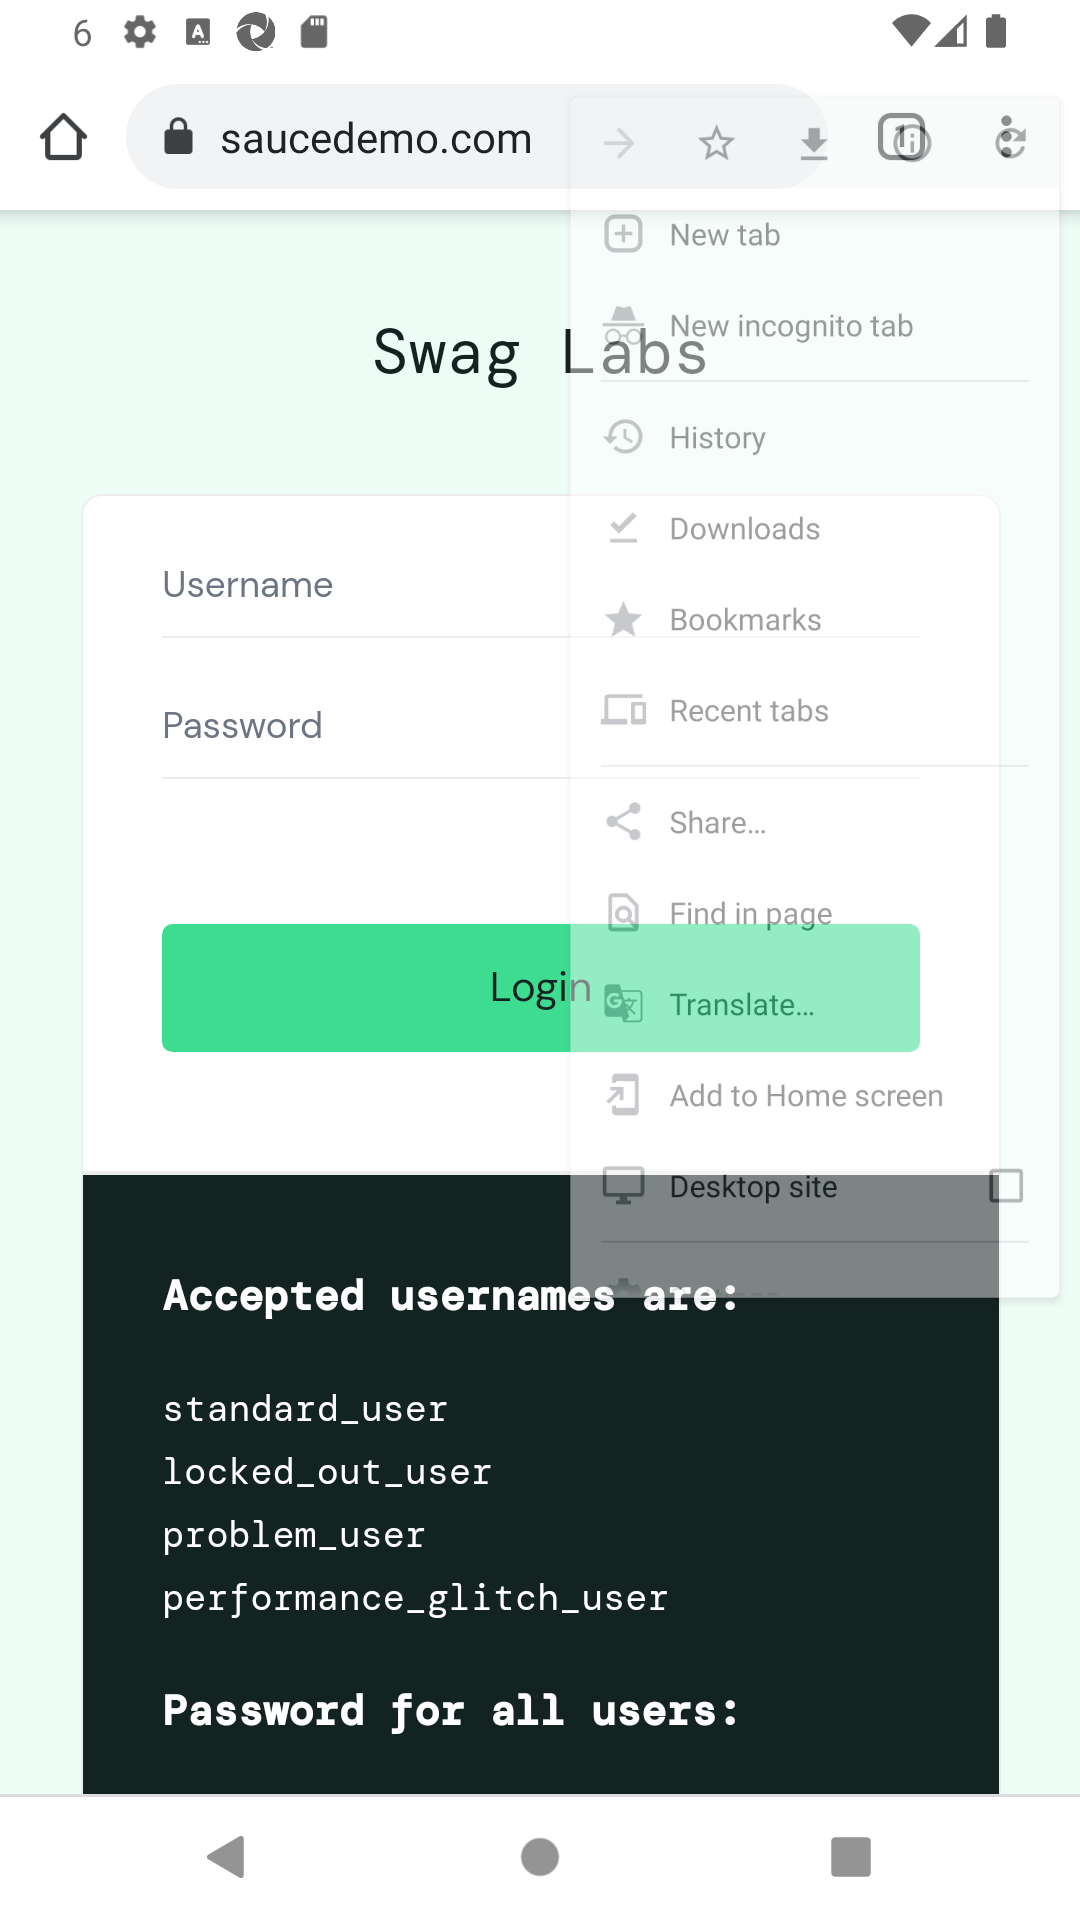 6
saucedemo.com
New tab
New incognito tab
Swag Labs
History
Downloads
Username
Bookmarks
Recent tabs
Password
Share...
Find in page
Login
Translate...
Add to Home screen
Desktop site
Accepted usernames are:
standard_user
locked_out_user
problem_user
performance_glitch_user
Password for all users: